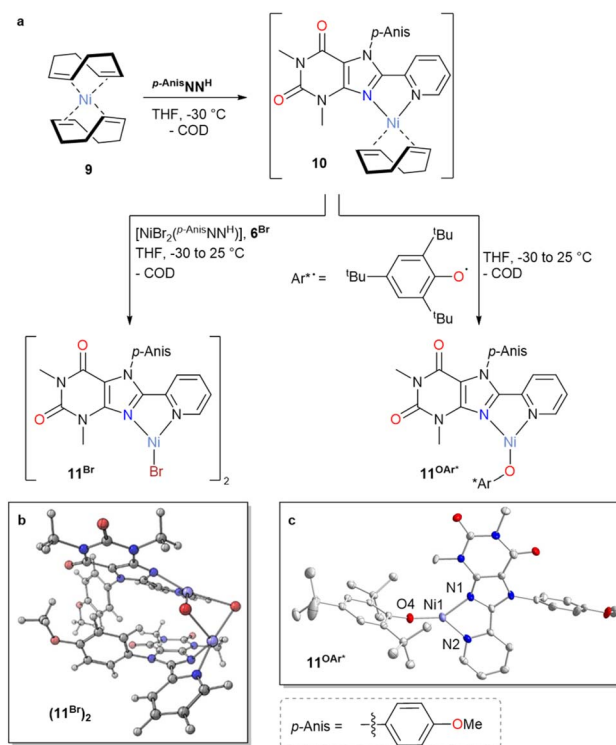 a
p-Anis
O
N
N
N
N
N
O
Ni
Ni
p-AnisNNH
THF, -30 °C
- COD
9
10
[NiBr2(p-AnisNNH)], 6Br
THF, -30 to 25 °C
- COD
Ar*• =
tBu
tBu
O•
tBu
THF, -30 to 25 °C
- COD
p-Anis
O
N
N
N
N
N
O
Ni
Br
2
11Br
p-Anis
O
N
N
N
N
N
O
Ni
O
*Ar
11OAr*
b
(11Br)2
c
O4
Ni1
N1
N2
11OAr*
p-Anis =
OMe